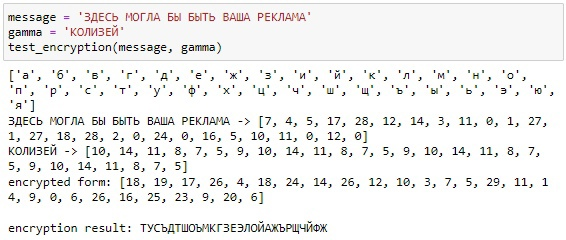 message = 'ЗДЕСЬ МОГЛА БЫ БЫТЬ ВАША РЕКЛАМА'
gamma = 'КОЛИЗЕЙ'
test_encryption(message, gamma)
['а', 'б', 'в', 'г', 'д', 'е', 'ж', 'з', 'и', 'й', 'к', 'л', 'м', 'н', 'о',
'п', 'р', 'с', 'т', 'у', 'ф', 'х', 'ц', 'ч', 'ш', 'щ', 'ъ', 'ы', 'ь', 'э', 'ю',
'я']
ЗДЕСЬ МОГЛА БЫ БЫТЬ ВАША РЕКЛАМА -> [7, 4, 5, 17, 28, 12, 14, 3, 11, 0, 1, 27,
1, 27, 18, 28, 2, 0, 24, 0, 16, 5, 10, 11, 0, 12, 0]
КОЛИЗЕЙ -> [10, 14, 11, 8, 7, 5, 9, 10, 14, 11, 8, 7, 5, 9, 10, 14, 11, 8, 7,
5, 9, 10, 14, 11, 8, 7, 5]
encrypted form: [18, 19, 17, 26, 4, 18, 24, 14, 26, 12, 10, 3, 7, 5, 29, 11, 1
4, 9, 0, 6, 26, 16, 25, 23, 9, 20, 6]
encryption result: ТУСЪДТШОЪМКГЗЕЭЛОЙАЖЪРЩЧЙФЖ